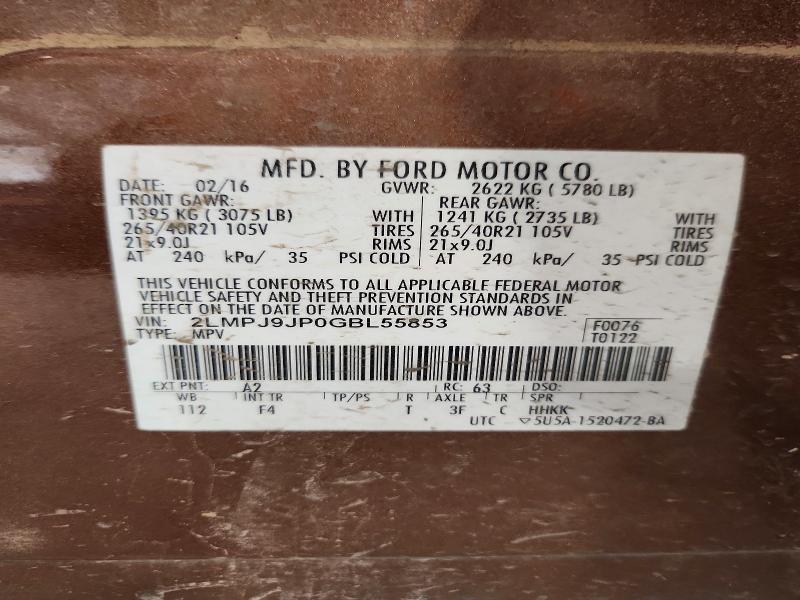 MFD. BY FORD MOTOR CO.
DATE: 02/16 GVWR: 2622 KG ( 5780 LB)
FRONT GAWR: REAR GAWR:
1395 KG ( 3075 LB) WITH 1241 KG ( 2735 LB) WITH
265/40R21 105V TIRES 265/40R21 105V TIRES
21x9.0J RIMS 21x9.0J RIMS
AT 240 kPa/ 35 PSI COLD AT 240 kPa/ 35 PSI COLD
THIS VEHICLE CONFORMS TO ALL APPLICABLE FEDERAL MOTOR
VEHICLE SAFETY AND THEFT PREVENTION STANDARDS IN
EFFECT ON THE DATE OF MANUFACTURE SHOWN ABOVE.
VIN: 2LMPJ9JP0GBL55853 F0076
TYPE: MPV T0122
EXT PNT: A2 RC: 63 DSO:
WB INT TR TP/PS R AXLE TR SPR
112 F4 T 3F C HHKK
UTC ▽5U5A-1520472-BA